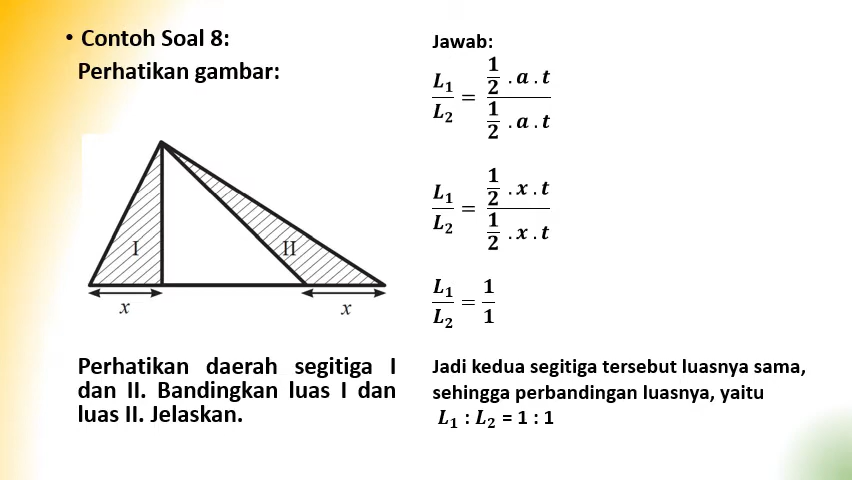 • Contoh Soal 8:
Perhatikan gambar:
I
II
x
x
Perhatikan daerah segitiga I
dan II. Bandingkan luas I dan
luas II. Jelaskan.
Jawab:
L₁/L₂ = (1/2 . a . t)/(1/2 . a . t)
L₁/L₂ = (1/2 . x . t)/(1/2 . x . t)
L₁/L₂ = 1/1
Jadi kedua segitiga tersebut luasnya sama,
sehingga perbandingan luasnya, yaitu
L₁ : L₂ = 1 : 1